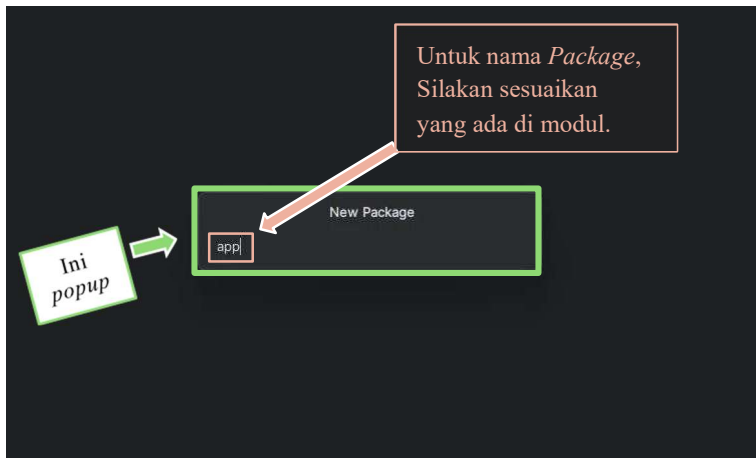 Untuk nama Package,
Silakan sesuaikan
yang ada di modul.
New Package
app
Ini
popup